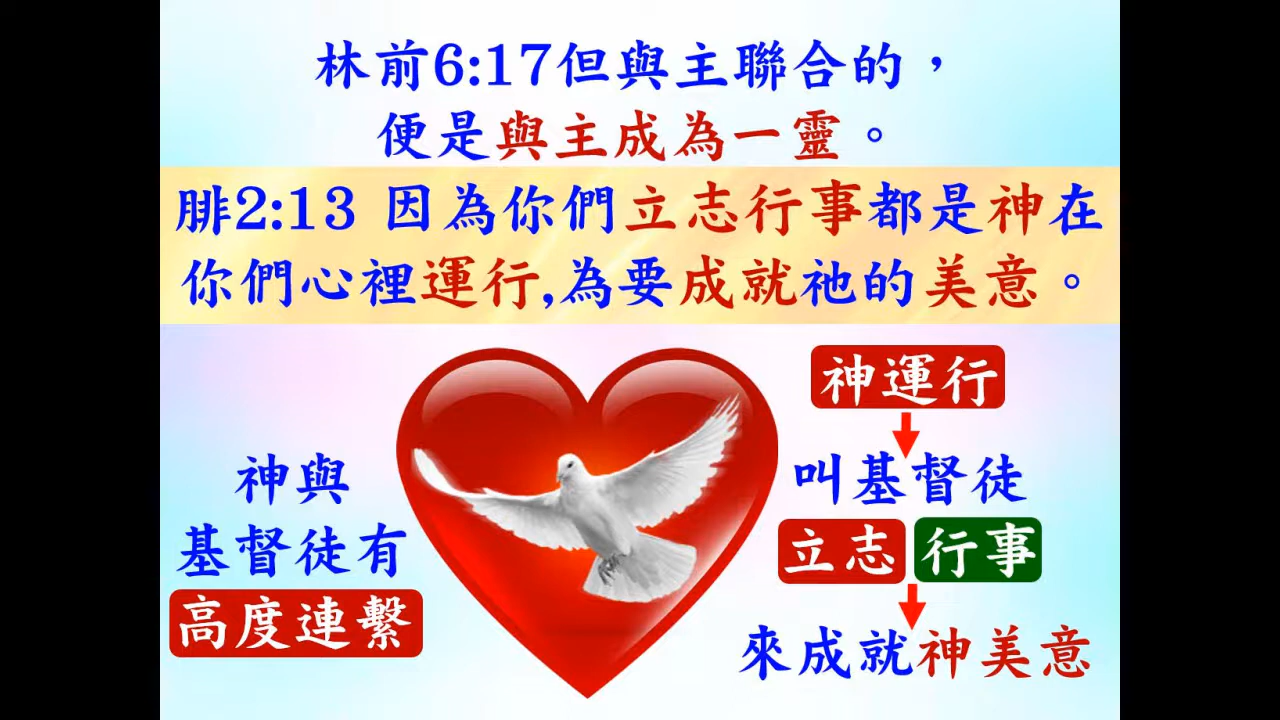 林前6:17但與主聯合的，
便是與主成為一靈。
腓2:13 因為你們立志行事都是神在
你們心裡運行,為要成就祂的美意。
神與
基督徒有
高度連繫
神運行
叫基督徒
立志 行事
來成就神美意